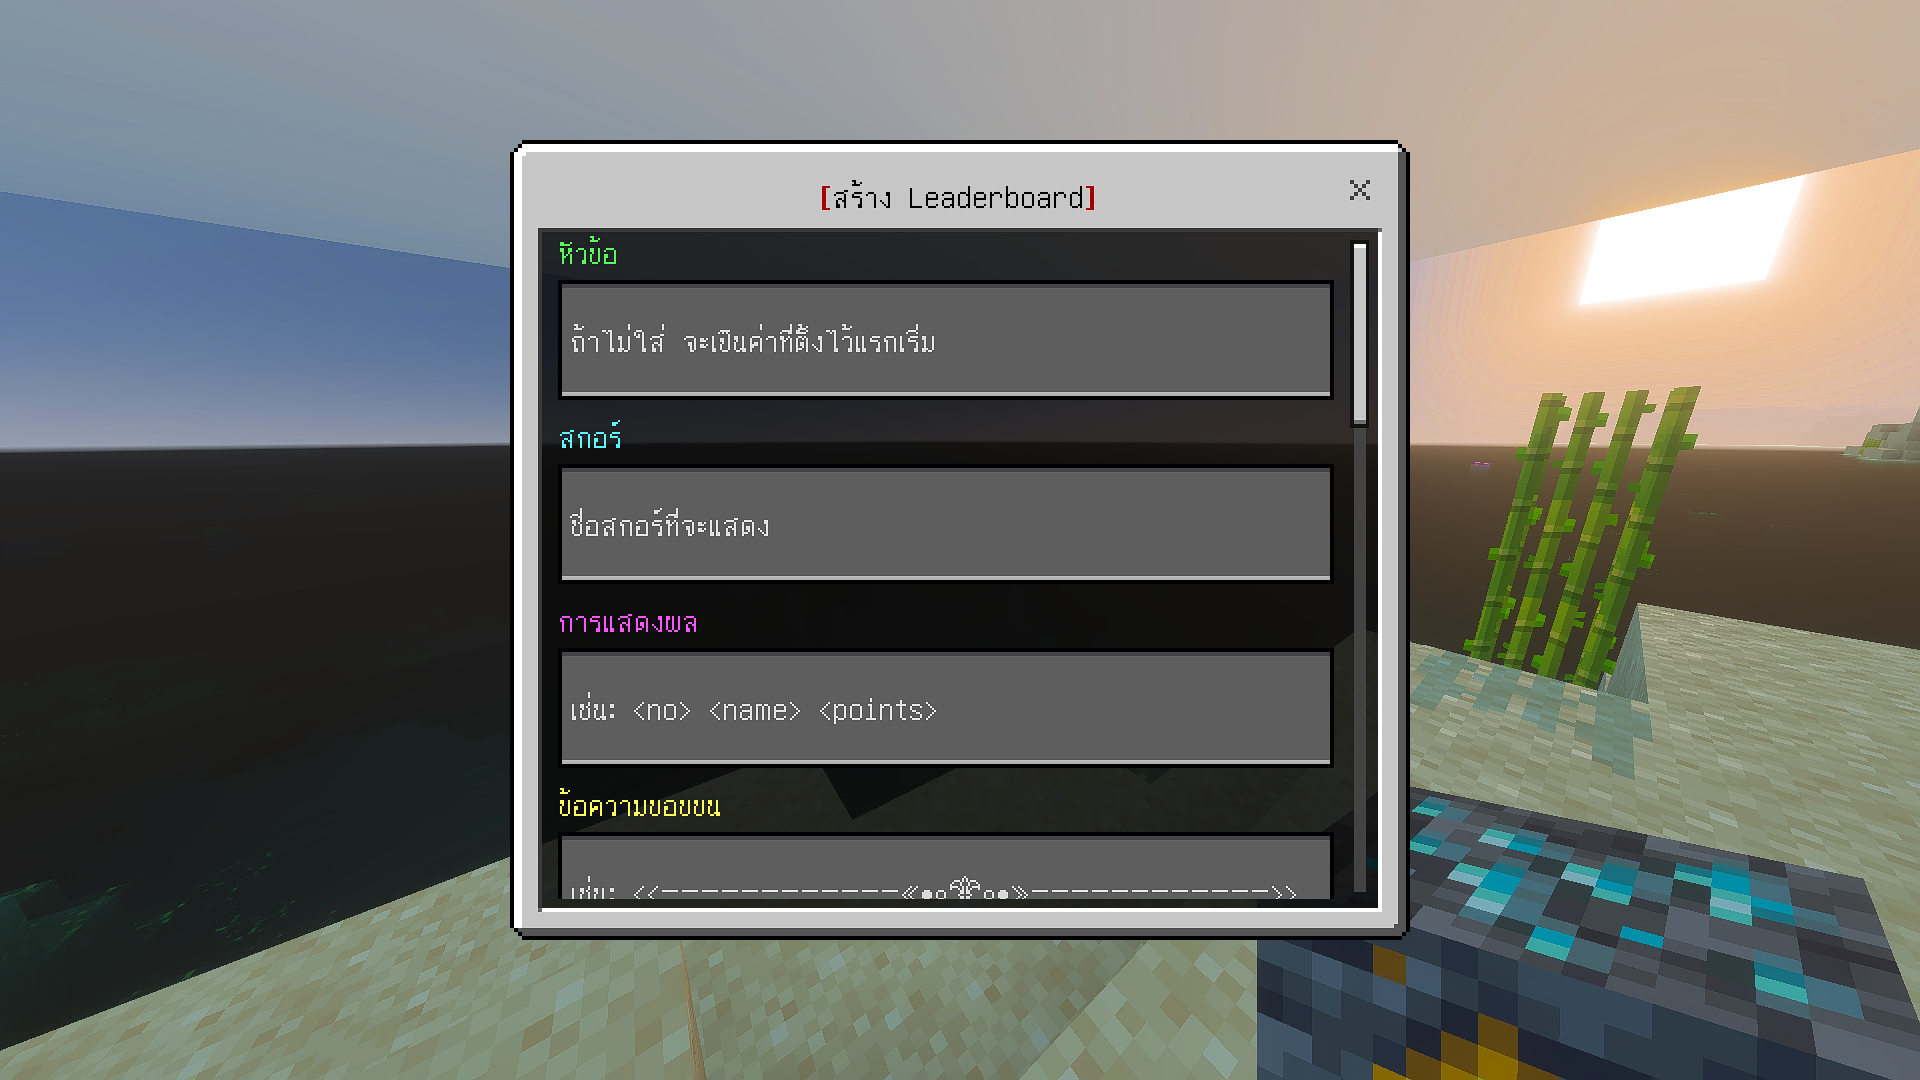 [สร้าง Leaderboard]
หัวข้อ
ถ้าไม่ใส่ จะเป็นค่าที่ตั้งไว้แรกเริ่ม
สกอร์
ชื่อสกอร์ที่จะแสดง
การแสดงผล
เช่น: <no> <name> <points>
ข้อความขอบบน
เช่น: <<─────────────≪•◦ ❈ ◦•≫─────────────>>